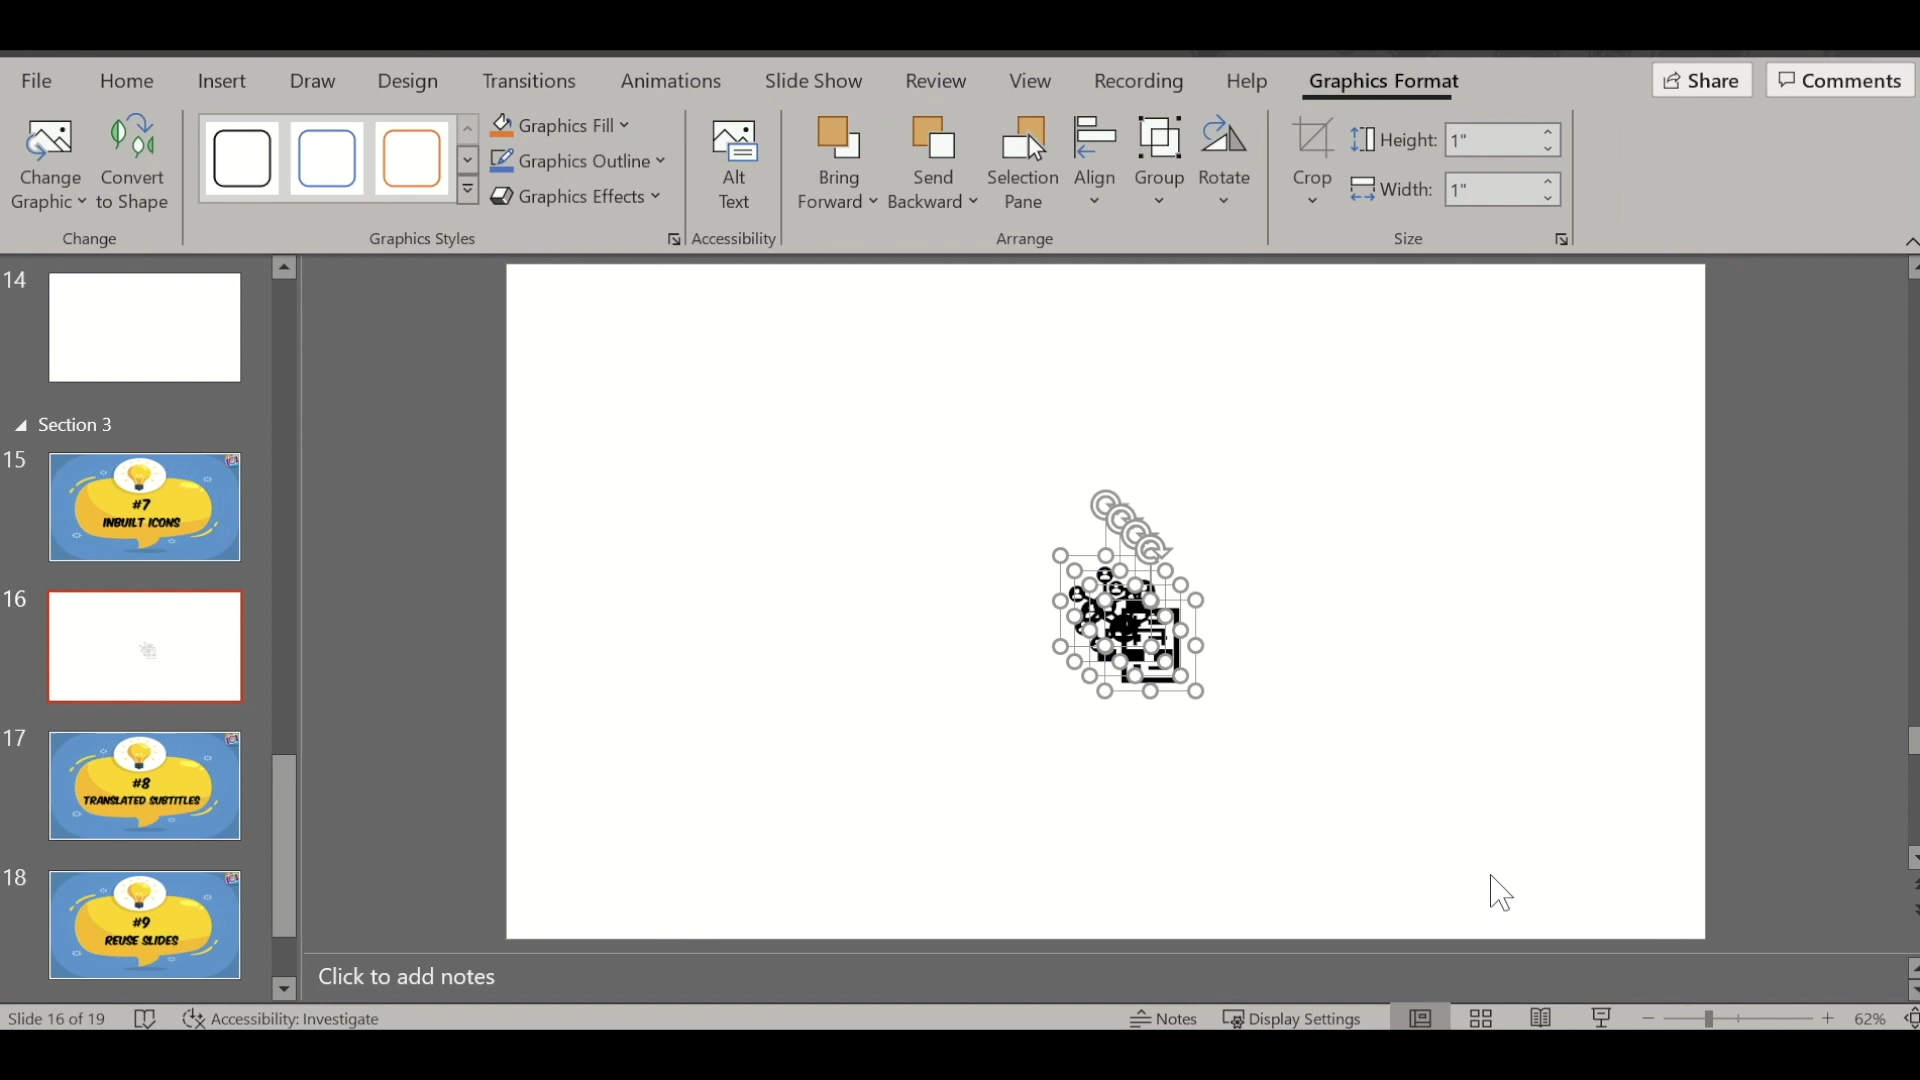 File Home Insert Draw Design Transitions Animations Slide Show Review View Recording Help Graphics Format Share Comments
Change Graphic
Convert to Shape
Change
Graphics Fill
Graphics Outline
Graphics Effects
Graphics Styles
Alt Text
Accessibility
Bring Forward
Send Backward
Selection Pane
Align
Group
Rotate
Arrange
Crop
Height: 1"
Width: 1"
Size
14
Section 3
15
#7
INBUILT ICONS
16
17
#8
TRANSLATED SUBTITLES
18
#9
REUSE SLIDES
Click to add notes
Slide 16 of 19 Accessibility: Investigate Notes Display Settings 62%